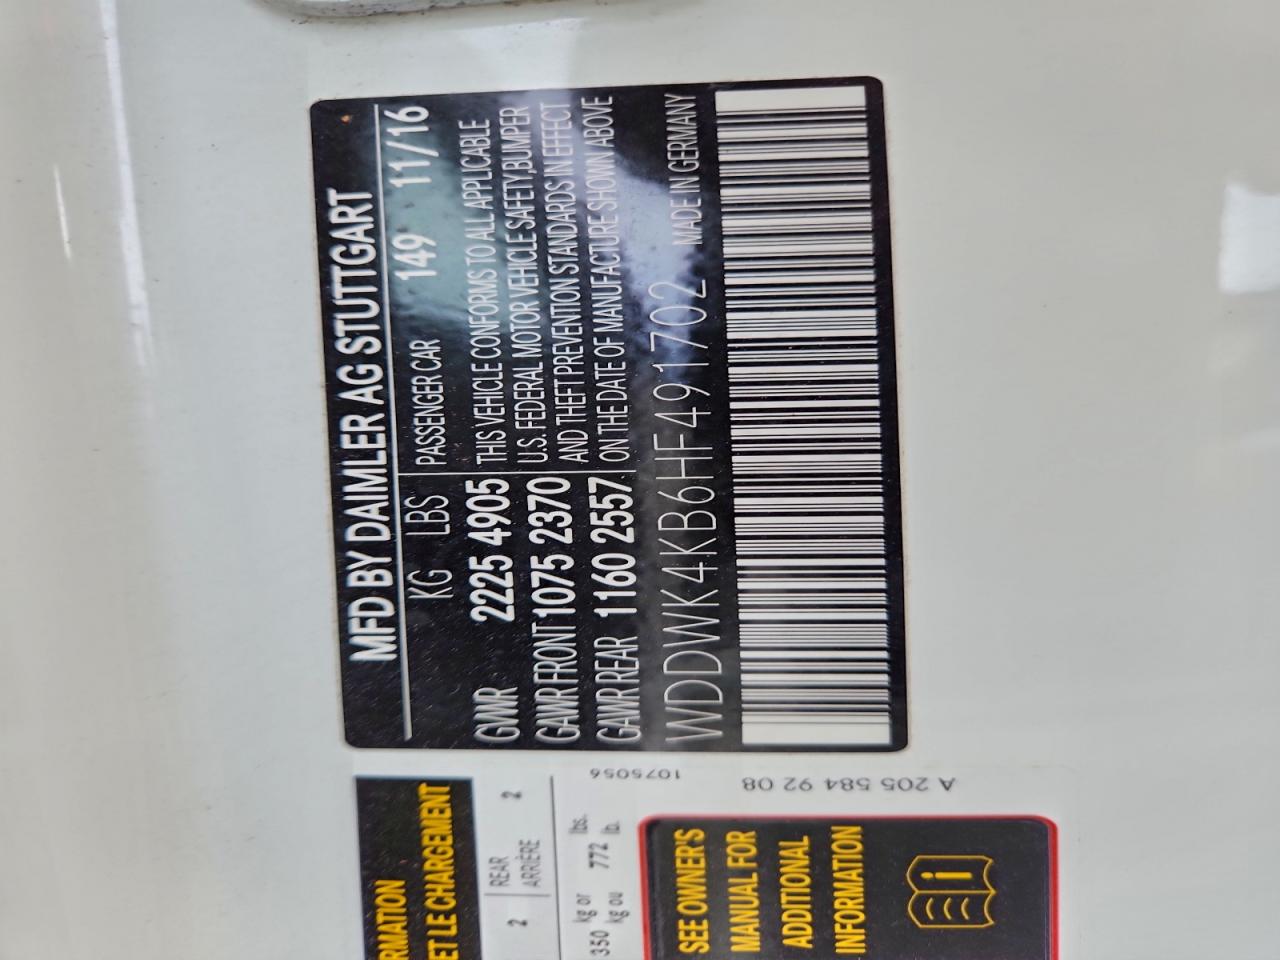 MFD BY DAIMLER AG STUTTGART
KG LBS PASSENGER CAR 149 11/16
GVWR 2225 4905 THIS VEHICLE CONFORMS TO ALL APPLICABLE
GAWR FRONT 1075 2370 U.S. FEDERAL MOTOR VEHICLE SAFETY,BUMPER
GAWR REAR 1160 2557 AND THEFT PREVENTION STANDARDS IN EFFECT
ON THE DATE OF MANUFACTURE SHOWN ABOVE
WDDWK4KB6HF491702 MADE IN GERMANY
RMATION
ET LE CHARGEMENT
2 REAR 2
ARRIÈRE
350 kg or 772 lbs.
kg ou lb.
1075056
A 205 584 92 08
SEE OWNER'S
MANUAL FOR
ADDITIONAL
INFORMATION